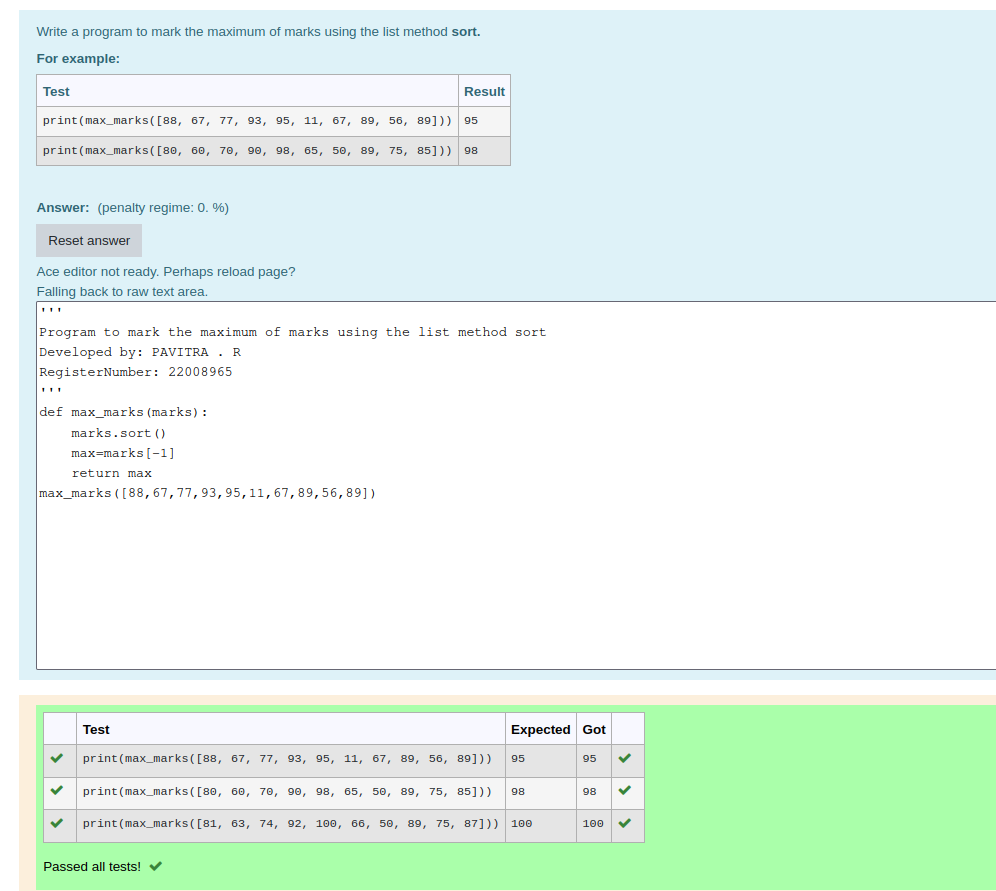 Write a program to mark the maximum of marks using the list method sort.
For example:
Test Result
print(max_marks([88, 67, 77, 93, 95, 11, 67, 89, 56, 89])) 95
print(max_marks([80, 60, 70, 90, 98, 65, 50, 89, 75, 85])) 98
Answer: (penalty regime: 0. %)
Reset answer
Ace editor not ready. Perhaps reload page?
Falling back to raw text area.
'''
Program to mark the maximum of marks using the list method sort
Developed by: PAVITRA . R
RegisterNumber: 22008965
'''
def max_marks(marks):
    marks.sort()
    max=marks[-1]
    return max
max_marks([88,67,77,93,95,11,67,89,56,89])
Test Expected Got
print(max_marks([88, 67, 77, 93, 95, 11, 67, 89, 56, 89])) 95 95
print(max_marks([80, 60, 70, 90, 98, 65, 50, 89, 75, 85])) 98 98
print(max_marks([81, 63, 74, 92, 100, 66, 50, 89, 75, 87])) 100 100
Passed all tests!